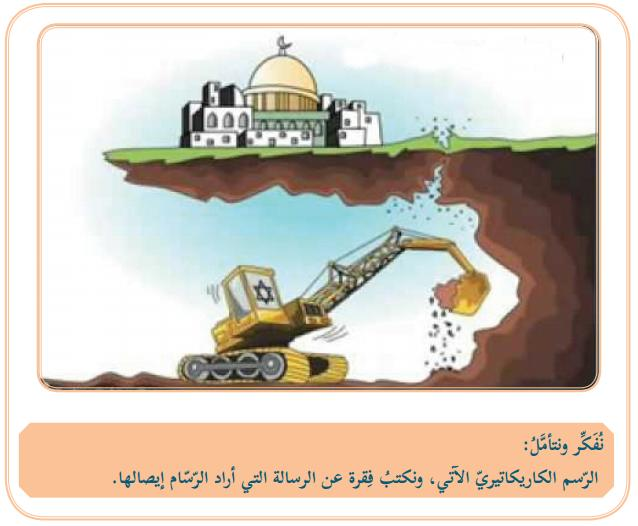 نُفَكِّر ونتأمَّلُ:
الرّسم الكاريكاتيريّ الآتي، ونكتبُ فِقرة عن الرسالة التي أراد الرّسّام إيصالها.